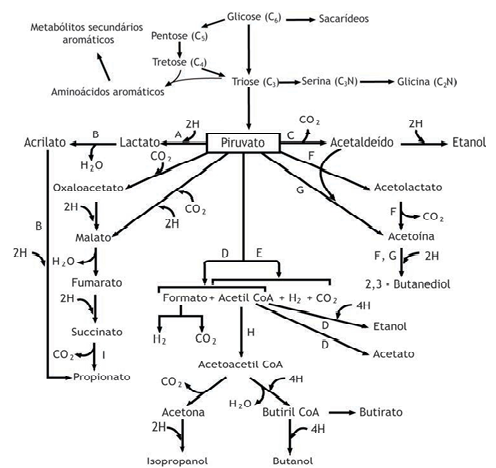 Glicose (C6)
Sacarídeos
Metabólitos secundários
aromáticos
Pentose (C5)
Tretose (C4)
Triose (C3)
Serina (C3N)
Glicina (C2N)
Aminoácidos aromáticos
CO2
2H
2H
Acrilato
B
Lactato
A
Piruvato
C
Acetaldeído
Etanol
H2O
CO2
F
Oxaloacetato
G
Acetolactato
B
2H
CO2
F
CO2
2H
Malato
2H
Acetoína
2H
H2O
D
E
F, G
2H
Fumarato
2,3 - Butanediol
2H
Formato + Acetil CoA + H2 + CO2
4H
Succinato
D
Etanol
H2
CO2
H
D
CO2
I
Acetato
Propionato
Acetoacetil CoA
CO2
4H
H2O
Acetona
Butiril CoA
Butirato
2H
4H
Isopropanol
Butanol